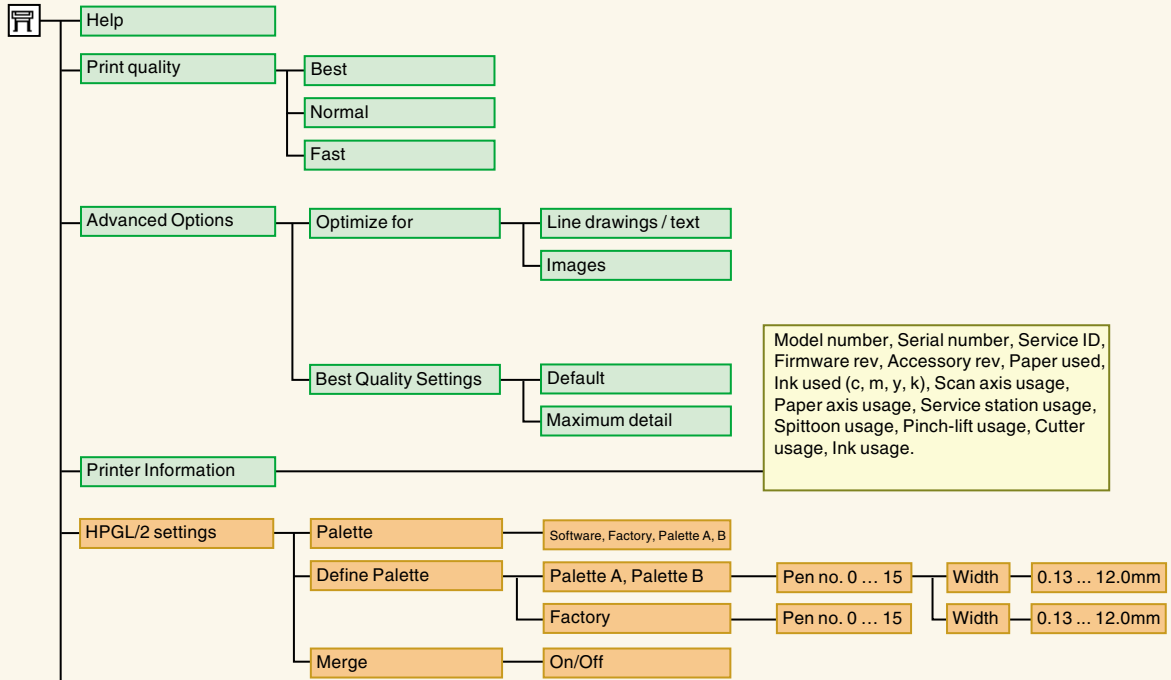 Help
Print quality
Best
Normal
Fast
Advanced Options
Optimize for
Line drawings / text
Images
Best Quality Settings
Default
Maximum detail
Printer Information
Model number, Serial number, Service ID,
Firmware rev, Accessory rev, Paper used,
Ink used (c, m, y, k), Scan axis usage,
Paper axis usage, Service station usage,
Spittoon usage, Pinch-lift usage, Cutter
usage, Ink usage.
HPGL/2 settings
Palette
Software, Factory, Palette A, B
Define Palette
Palette A, Palette B
Pen no. 0 ... 15
Width
0.13 ... 12.0mm
Factory
Pen no. 0 ... 15
Width
0.13 ... 12.0mm
Merge
On/Off